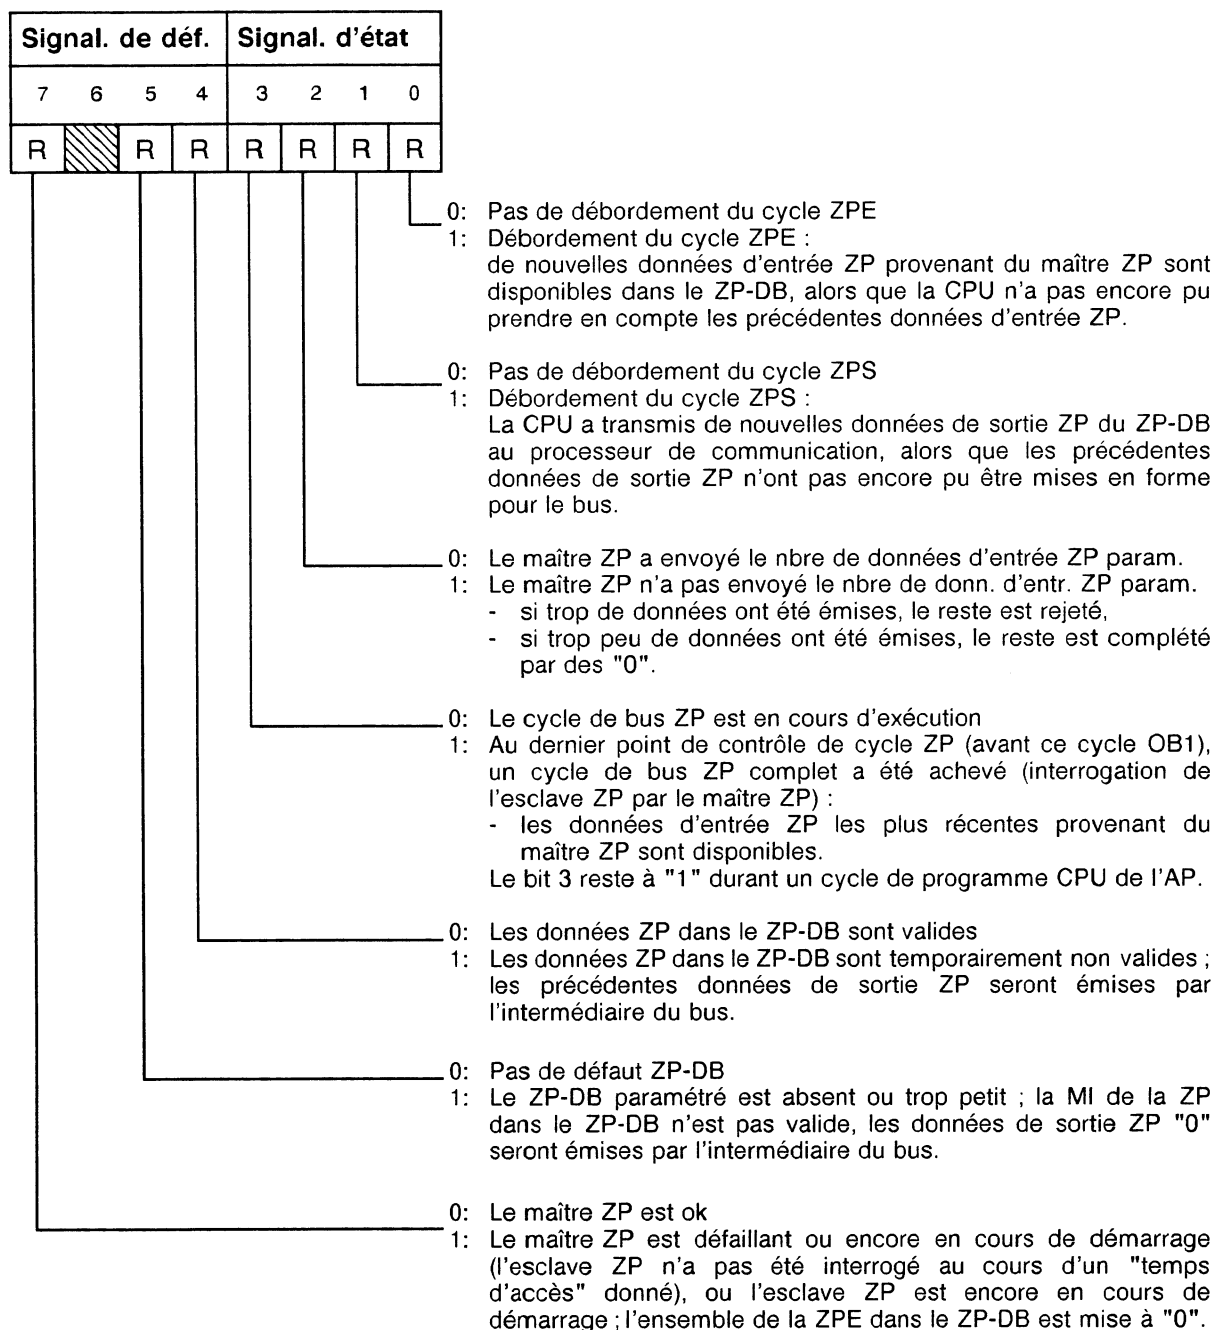 Signal. de déf. Signal. d'état
7 6 5 4 3 2 1 0
R R R R R R R
0: Pas de débordement du cycle ZPE
1: Débordement du cycle ZPE :
de nouvelles données d'entrée ZP provenant du maître ZP sont
disponibles dans le ZP-DB, alors que la CPU n'a pas encore pu
prendre en compte les précédentes données d'entrée ZP.
0: Pas de débordement du cycle ZPS
1: Débordement du cycle ZPS :
La CPU a transmis de nouvelles données de sortie ZP du ZP-DB
au processeur de communication, alors que les précédentes
données de sortie ZP n'ont pas encore pu être mises en forme
pour le bus.
0: Le maître ZP a envoyé le nbre de données d'entrée ZP param.
1: Le maître ZP n'a pas envoyé le nbre de donn. d'entr. ZP param.
- si trop de données ont été émises, le reste est rejeté,
- si trop peu de données ont été émises, le reste est complété
par des "0".
0: Le cycle de bus ZP est en cours d'exécution
1: Au dernier point de contrôle de cycle ZP (avant ce cycle OB1),
un cycle de bus ZP complet a été achevé (interrogation de
l'esclave ZP par le maître ZP) :
- les données d'entrée ZP les plus récentes provenant du
maître ZP sont disponibles.
Le bit 3 reste à "1" durant un cycle de programme CPU de l'AP.
0: Les données ZP dans le ZP-DB sont valides
1: Les données ZP dans le ZP-DB sont temporairement non valides ;
les précédentes données de sortie ZP seront émises par
l'intermédiaire du bus.
0: Pas de défaut ZP-DB
1: Le ZP-DB paramétré est absent ou trop petit ; la MI de la ZP
dans le ZP-DB n'est pas valide, les données de sortie ZP "0"
seront émises par l'intermédiaire du bus.
0: Le maître ZP est ok
1: Le maître ZP est défaillant ou encore en cours de démarrage
(l'esclave ZP n'a pas été interrogé au cours d'un "temps
d'accès" donné), ou l'esclave ZP est encore en cours de
démarrage ; l'ensemble de la ZPE dans le ZP-DB est mise à "0".